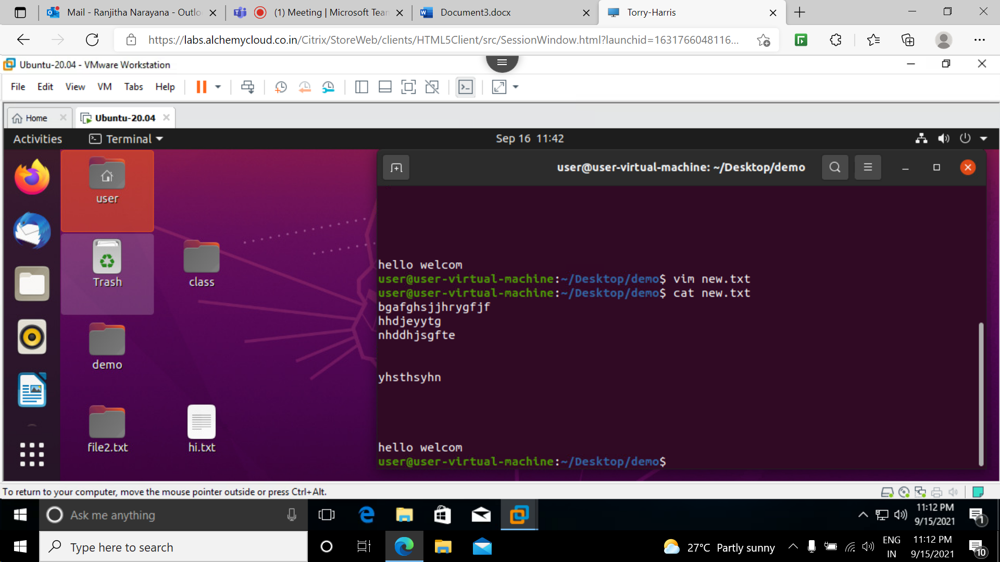 Mail - Ranjitha Narayana - Outlo
(1) Meeting | Microsoft Tean
Document3.docx
Torry-Harris
https://labs.alchemycloud.co.in/Citrix/StoreWeb/clients/HTML5Client/src/SessionWindow.html?launchid=1631766048116...
Ubuntu-20.04 - VMware Workstation
File Edit View VM Tabs Help
Home
Ubuntu-20.04
Activities
Terminal
Sep 16 11:42
user@user-virtual-machine: ~/Desktop/demo
user
Trash
class
demo
file2.txt
hi.txt
hello welcom
user@user-virtual-machine:~/Desktop/demo$ vim new.txt
user@user-virtual-machine:~/Desktop/demo$ cat new.txt
bgafghsjjhrygfjf
hhdjeyytg
nhddhjsgfte
yhsthsyhn
hello welcom
user@user-virtual-machine:~/Desktop/demo$
To return to your computer, move the mouse pointer outside or press Ctrl+Alt.
Ask me anything
11:12 PM
9/15/2021
1
Type here to search
27°C Partly sunny
ENG
IN
11:12 PM
9/15/2021
10